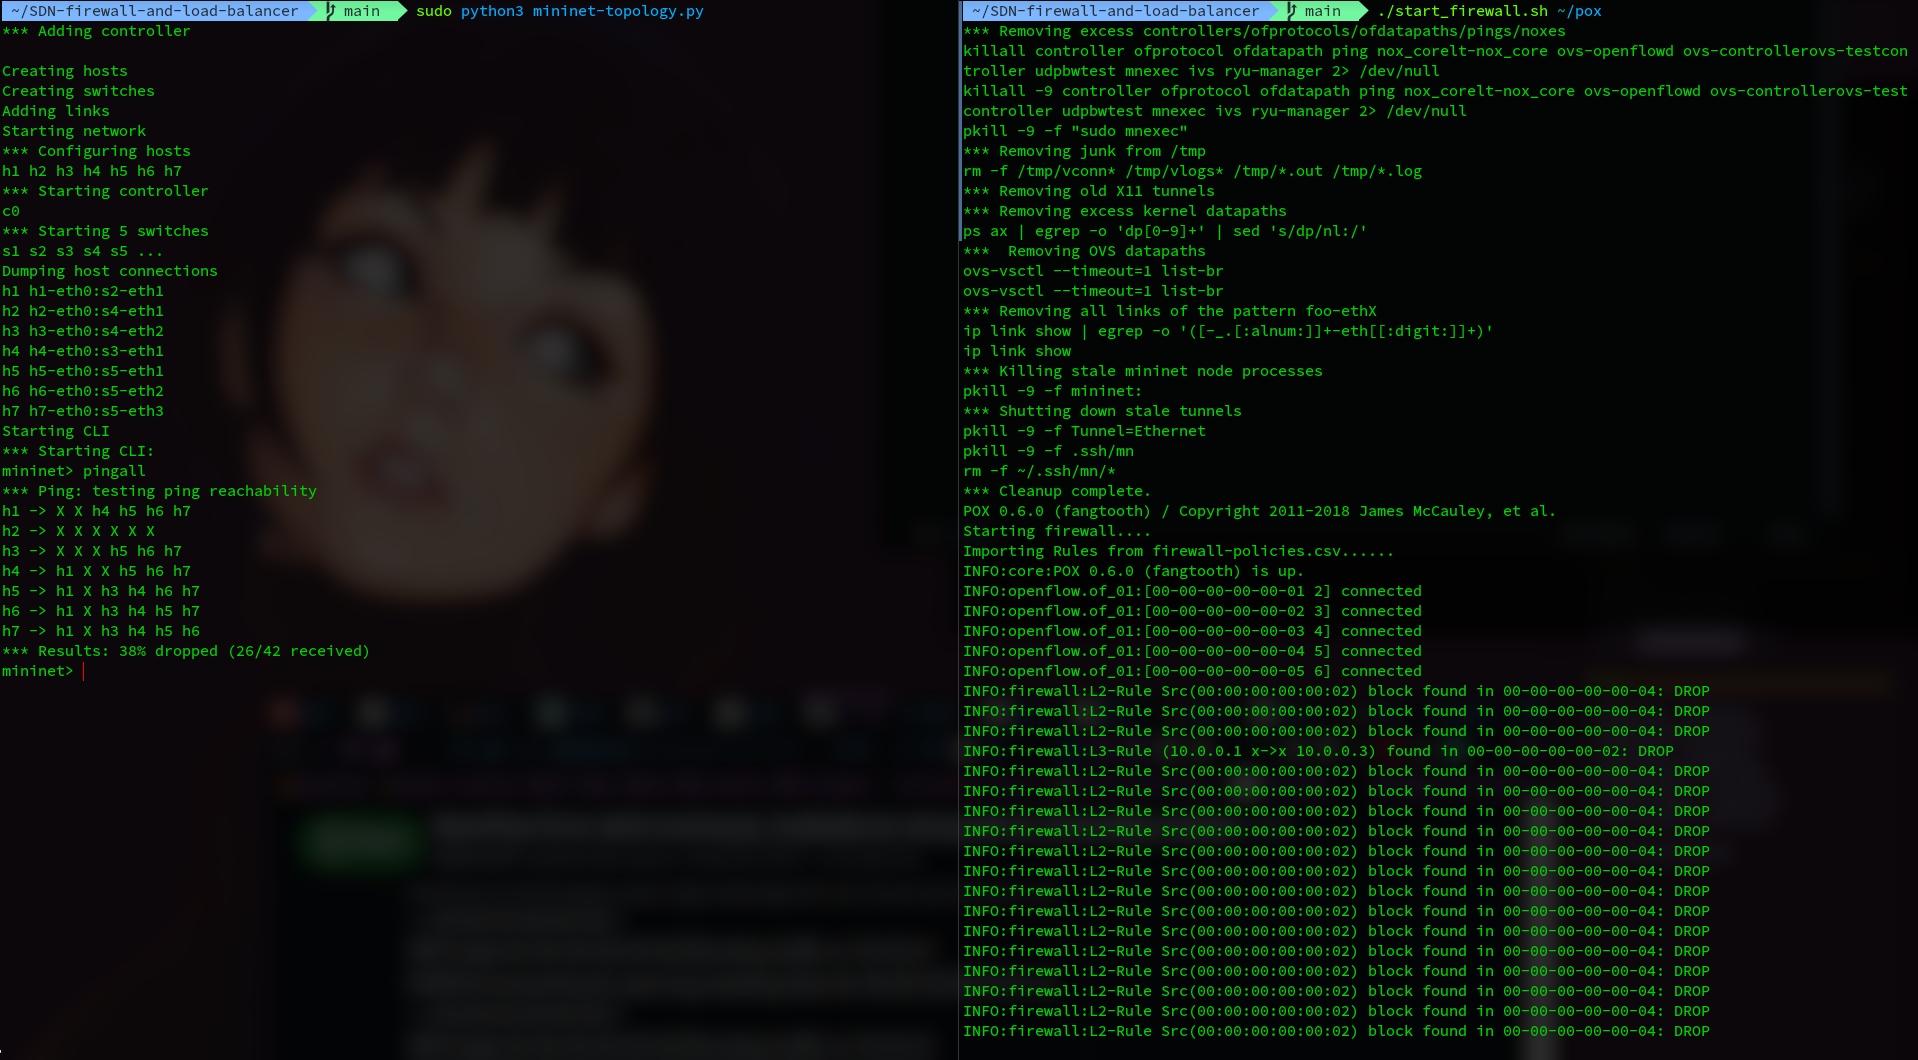 ~/SDN-firewall-and-load-balancer main sudo python3 mininet-topology.py
*** Adding controller
Creating hosts
Creating switches
Adding links
Starting network
*** Configuring hosts
h1 h2 h3 h4 h5 h6 h7
*** Starting controller
c0
*** Starting 5 switches
s1 s2 s3 s4 s5 ...
Dumping host connections
h1 h1-eth0:s2-eth1
h2 h2-eth0:s4-eth1
h3 h3-eth0:s4-eth2
h4 h4-eth0:s3-eth1
h5 h5-eth0:s5-eth1
h6 h6-eth0:s5-eth2
h7 h7-eth0:s5-eth3
Starting CLI
*** Starting CLI:
mininet> pingall
*** Ping: testing ping reachability
h1 -> X X h4 h5 h6 h7
h2 -> X X X X X X
h3 -> X X X h5 h6 h7
h4 -> h1 X X h5 h6 h7
h5 -> h1 X h3 h4 h6 h7
h6 -> h1 X h3 h4 h5 h7
h7 -> h1 X h3 h4 h5 h6
*** Results: 38% dropped (26/42 received)
mininet>
~/SDN-firewall-and-load-balancer main ./start_firewall.sh ~/pox
*** Removing excess controllers/ofprotocols/ofdatapaths/pings/noxes
killall controller ofprotocol ofdatapath ping nox_corelt-nox_core ovs-openflowd ovs-controllerovs-testcon
troller udpbwtest mnexec ivs ryu-manager 2> /dev/null
killall -9 controller ofprotocol ofdatapath ping nox_corelt-nox_core ovs-openflowd ovs-controllerovs-test
controller udpbwtest mnexec ivs ryu-manager 2> /dev/null
pkill -9 -f "sudo mnexec"
*** Removing junk from /tmp
rm -f /tmp/vconn* /tmp/vlogs* /tmp/*.out /tmp/*.log
*** Removing old X11 tunnels
*** Removing excess kernel datapaths
ps ax | egrep -o 'dp[0-9]+' | sed 's/dp/nl:/'
***  Removing OVS datapaths
ovs-vsctl --timeout=1 list-br
ovs-vsctl --timeout=1 list-br
*** Removing all links of the pattern foo-ethX
ip link show | egrep -o '([-_.[:alnum:]]+-eth[[:digit:]]+)'
ip link show
*** Killing stale mininet node processes
pkill -9 -f mininet:
*** Shutting down stale tunnels
pkill -9 -f Tunnel=Ethernet
pkill -9 -f .ssh/mn
rm -f ~/.ssh/mn/*
*** Cleanup complete.
POX 0.6.0 (fangtooth) / Copyright 2011-2018 James McCauley, et al.
Starting firewall....
Importing Rules from firewall-policies.csv......
INFO:core:POX 0.6.0 (fangtooth) is up.
INFO:openflow.of_01:[00-00-00-00-00-01 2] connected
INFO:openflow.of_01:[00-00-00-00-00-02 3] connected
INFO:openflow.of_01:[00-00-00-00-00-03 4] connected
INFO:openflow.of_01:[00-00-00-00-00-04 5] connected
INFO:openflow.of_01:[00-00-00-00-00-05 6] connected
INFO:firewall:L2-Rule Src(00:00:00:00:00:02) block found in 00-00-00-00-00-04: DROP
INFO:firewall:L2-Rule Src(00:00:00:00:00:02) block found in 00-00-00-00-00-04: DROP
INFO:firewall:L2-Rule Src(00:00:00:00:00:02) block found in 00-00-00-00-00-04: DROP
INFO:firewall:L3-Rule (10.0.0.1 x->x 10.0.0.3) found in 00-00-00-00-00-02: DROP
INFO:firewall:L2-Rule Src(00:00:00:00:00:02) block found in 00-00-00-00-00-04: DROP
INFO:firewall:L2-Rule Src(00:00:00:00:00:02) block found in 00-00-00-00-00-04: DROP
INFO:firewall:L2-Rule Src(00:00:00:00:00:02) block found in 00-00-00-00-00-04: DROP
INFO:firewall:L2-Rule Src(00:00:00:00:00:02) block found in 00-00-00-00-00-04: DROP
INFO:firewall:L2-Rule Src(00:00:00:00:00:02) block found in 00-00-00-00-00-04: DROP
INFO:firewall:L2-Rule Src(00:00:00:00:00:02) block found in 00-00-00-00-00-04: DROP
INFO:firewall:L2-Rule Src(00:00:00:00:00:02) block found in 00-00-00-00-00-04: DROP
INFO:firewall:L2-Rule Src(00:00:00:00:00:02) block found in 00-00-00-00-00-04: DROP
INFO:firewall:L2-Rule Src(00:00:00:00:00:02) block found in 00-00-00-00-00-04: DROP
INFO:firewall:L2-Rule Src(00:00:00:00:00:02) block found in 00-00-00-00-00-04: DROP
INFO:firewall:L2-Rule Src(00:00:00:00:00:02) block found in 00-00-00-00-00-04: DROP
INFO:firewall:L2-Rule Src(00:00:00:00:00:02) block found in 00-00-00-00-00-04: DROP
INFO:firewall:L2-Rule Src(00:00:00:00:00:02) block found in 00-00-00-00-00-04: DROP
INFO:firewall:L2-Rule Src(00:00:00:00:00:02) block found in 00-00-00-00-00-04: DROP